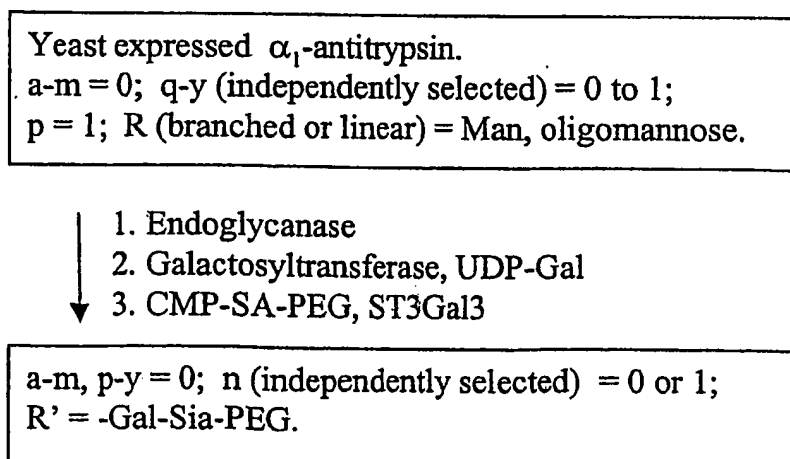 Yeast expressed α₁-antitrypsin.
a-m = 0; q-y (independently selected) = 0 to 1;
p = 1; R (branched or linear) = Man, oligomannose.
1. Endoglycanase
2. Galactosyltransferase, UDP-Gal
3. CMP-SA-PEG, ST3Gal3
a-m, p-y = 0; n (independently selected) = 0 or 1;
R' = -Gal-Sia-PEG.